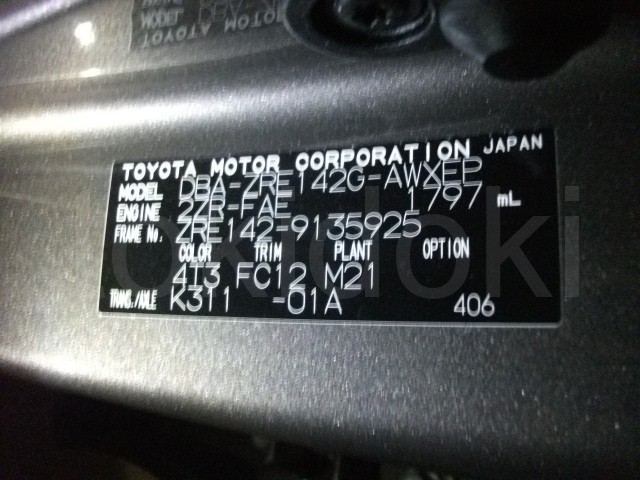 TOYOTA MOTOR CORPORATION JAPAN
MODEL DBA-ZRE142G-AWXEP
ENGINE 2ZR-FAE 1797 mL
FRAME No. ZRE142-9135925
COLOR TRIM PLANT OPTION
4T3 FC12 M21
TRANS./AXLE K311 -01A 406